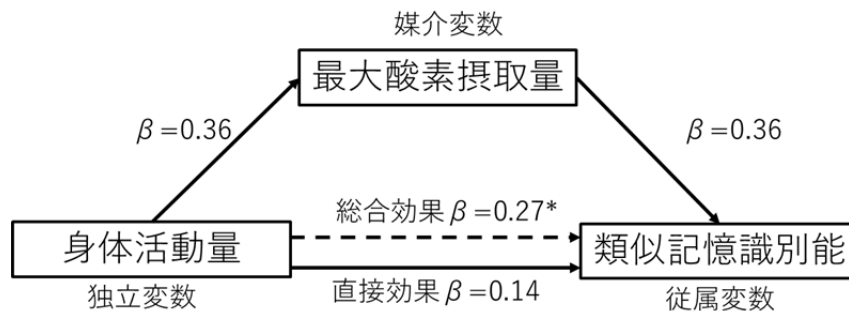 媒介変数
最大酸素摂取量
β=0.36
β=0.36
総合効果 β=0.27*
身体活動量
類似記憶識別能
独立変数
直接効果 β=0.14
従属変数